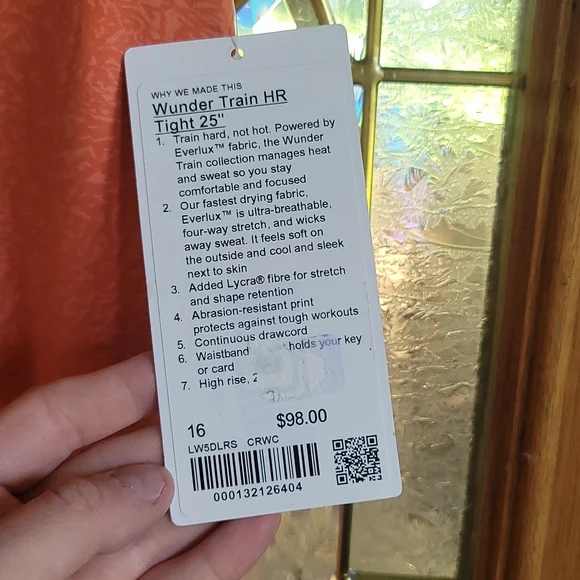 WHY WE MADE THIS
Wunder Train HR
Tight 25"
1. Train hard, not hot. Powered by
Everlux™ fabric, the Wunder
Train collection manages heat
and sweat so you stay
comfortable and focused
2. Our fastest drying fabric,
Everlux™ is ultra-breathable,
four-way stretch, and wicks
away sweat. It feels soft on
the outside and cool and sleek
next to skin
3. Added Lycra® fibre for stretch
and shape retention
4. Abrasion-resistant print
protects against tough workouts
5. Continuous drawcord
6. Waistband holds your key
or card
7. High rise,
16 $98.00
LW5DLRS CRWC
000132126404